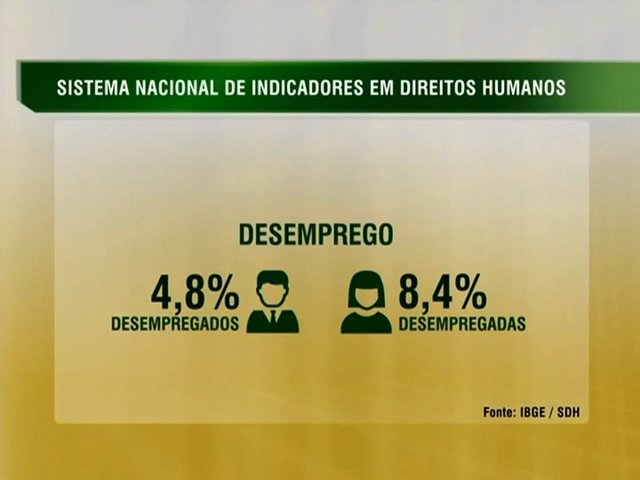 SISTEMA NACIONAL DE INDICADORES EM DIREITOS HUMANOS
DESEMPREGO
4,8%
DESEMPREGADOS
8,4%
DESEMPREGADAS
Fonte: IBGE / SDH